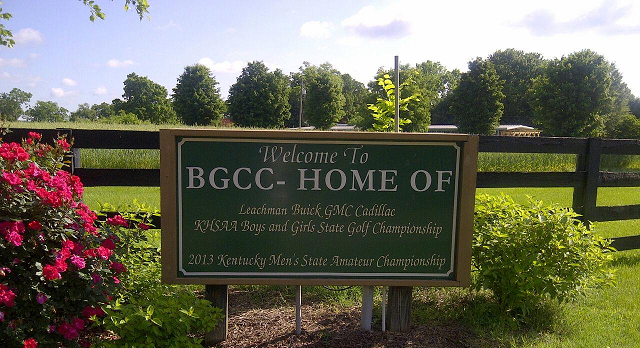 Welcome To
BGCC- HOME OF
Leachman Buick GMC Cadillac
KHSAA Boys and Girls State Golf Championship
2013 Kentucky Men's State Amateur Championship